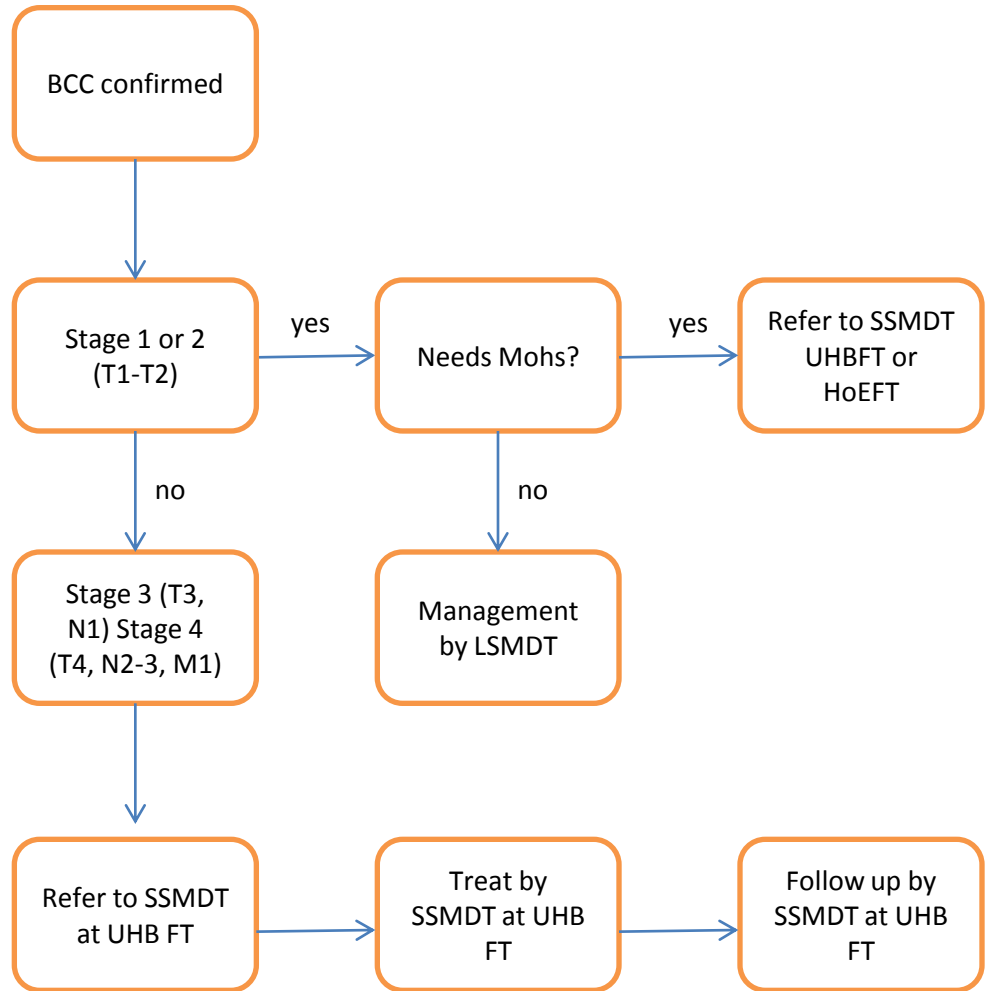 BCC confirmed
Stage 1 or 2
(T1-T2)
yes
Needs Mohs?
yes
Refer to SSMDT
UHBFT or
HoEFT
no
no
Stage 3 (T3,
N1) Stage 4
(T4, N2-3, M1)
Management
by LSMDT
Refer to SSMDT
at UHB FT
Treat by
SSMDT at UHB
FT
Follow up by
SSMDT at UHB
FT